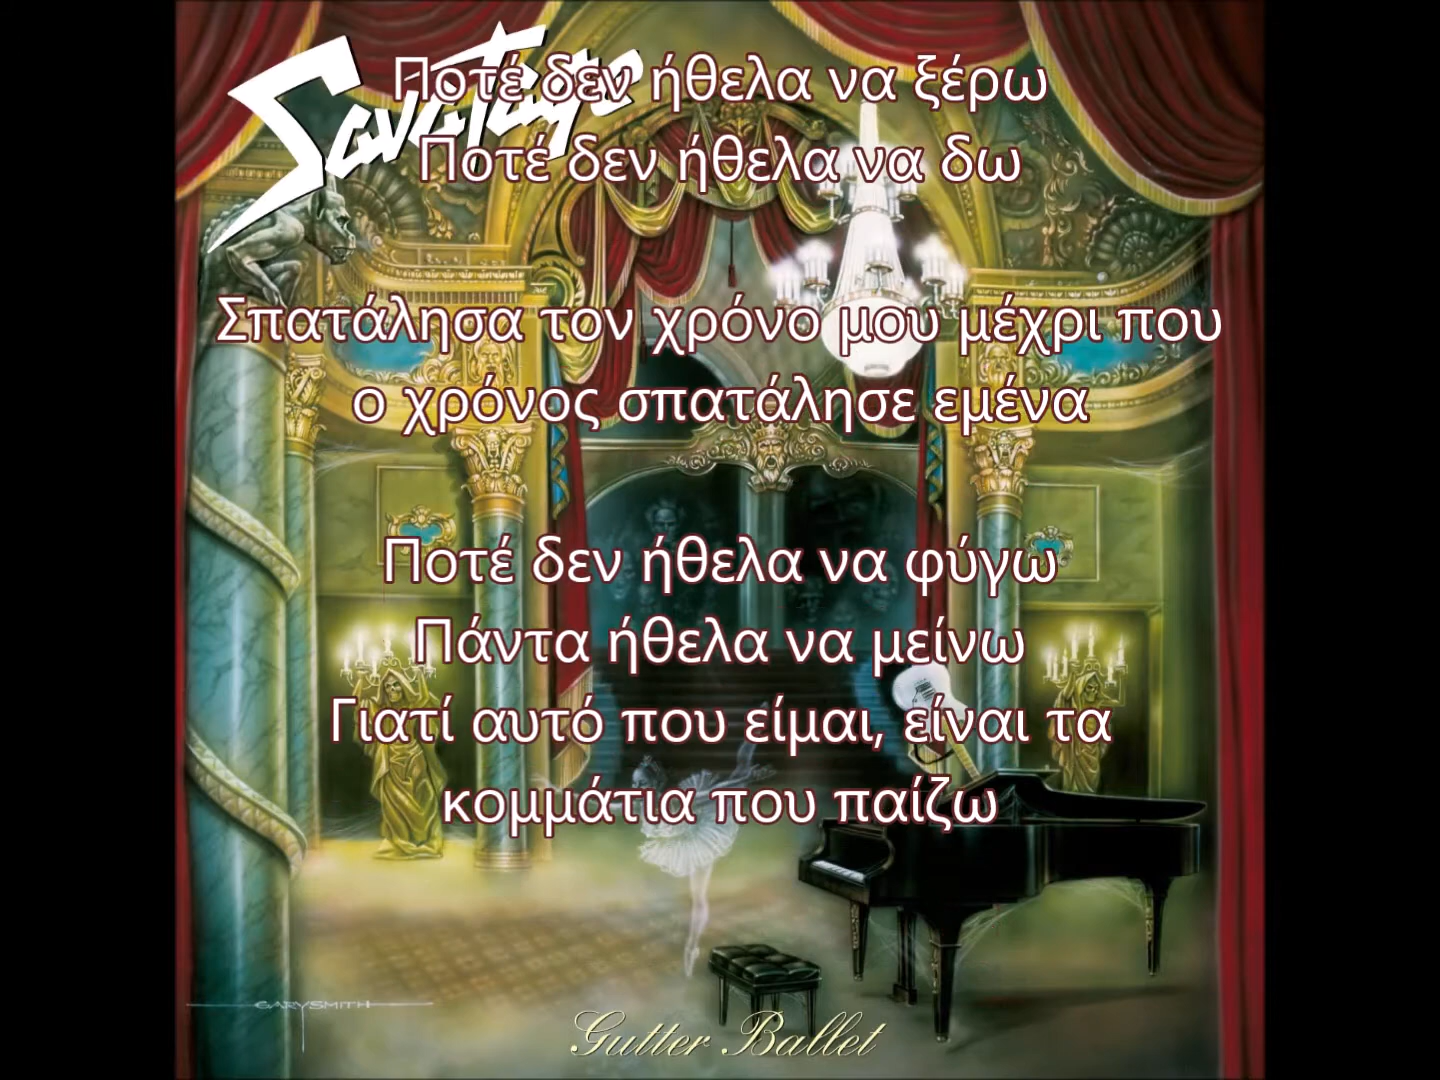 Savatage
Ποτέ δεν ήθελα να ξέρω
Ποτέ δεν ήθελα να δω
Σπατάλησα τον χρόνο μου μέχρι που
ο χρόνος σπατάλησε εμένα
Ποτέ δεν ήθελα να φύγω
Πάντα ήθελα να μείνω
Γιατί αυτό που είμαι, είναι τα
κομμάτια που παίζω
GARY SMITH
Gutter Ballet